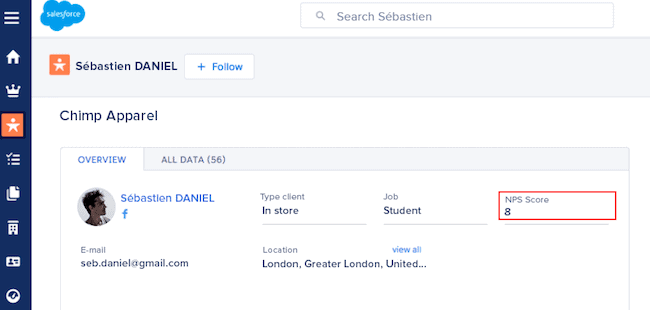 salesforce
Search Sébastien
Sébastien DANIEL
+ Follow
Chimp Apparel
OVERVIEW
ALL DATA (56)
Sébastien DANIEL
f
Type client
In store
Job
Student
NPS Score
8
E-mail
seb.daniel@gmail.com
Location
view all
London, Greater London, United...